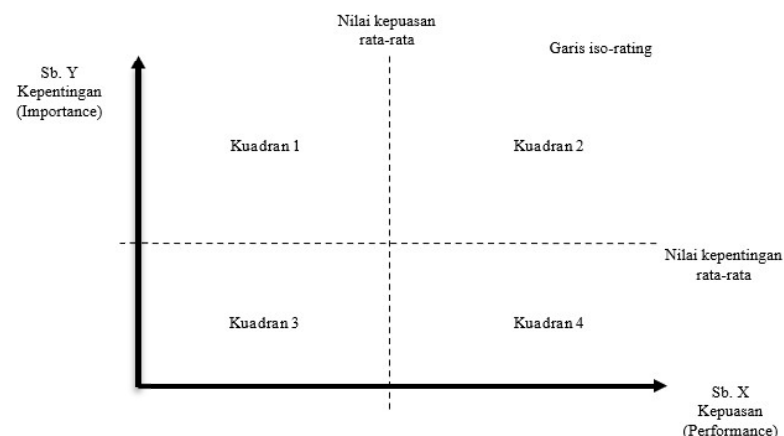 Nilai kepuasan
rata-rata
Garis iso-rating
Sb. Y
Kepentingan
(Importance)
Kuadran 1
Kuadran 2
Nilai kepentingan
rata-rata
Kuadran 3
Kuadran 4
Sb. X
Kepuasan
(Performance)